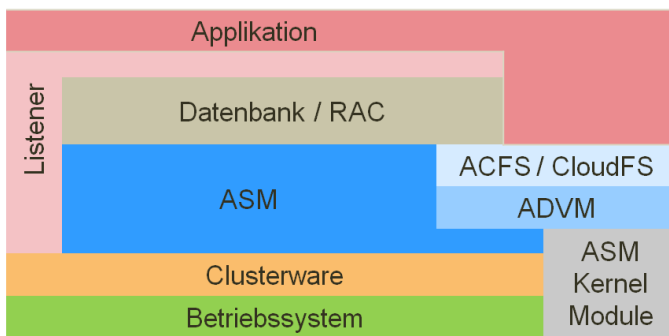 Applikation
Listener
Datenbank / RAC
ASM
ACFS / CloudFS
ADVM
ASM
Kernel
Module
Clusterware
Betriebssystem